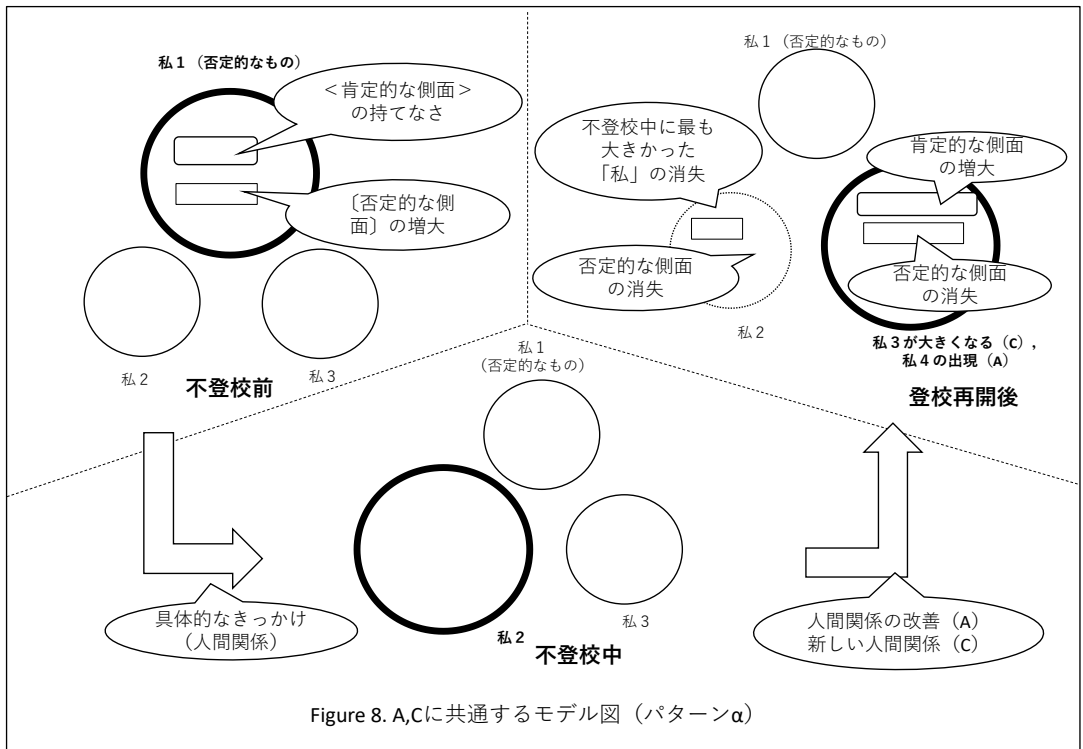 私１（否定的なもの）
＜肯定的な側面＞
の持てなさ
〔否定的な側
面〕の増大
私２
私３
不登校前
私１（否定的なもの）
不登校中に最も
大きかった
「私」の消失
肯定的な側面
の増大
否定的な側面
の消失
否定的な側面
の消失
私２
私３が大きくなる（C）,
私４の出現（A）
登校再開後
私１
（否定的なもの）
私２
私３
不登校中
具体的なきっかけ
（人間関係）
人間関係の改善（A）
新しい人間関係（C）
Figure 8. A,Cに共通するモデル図（パターンα）